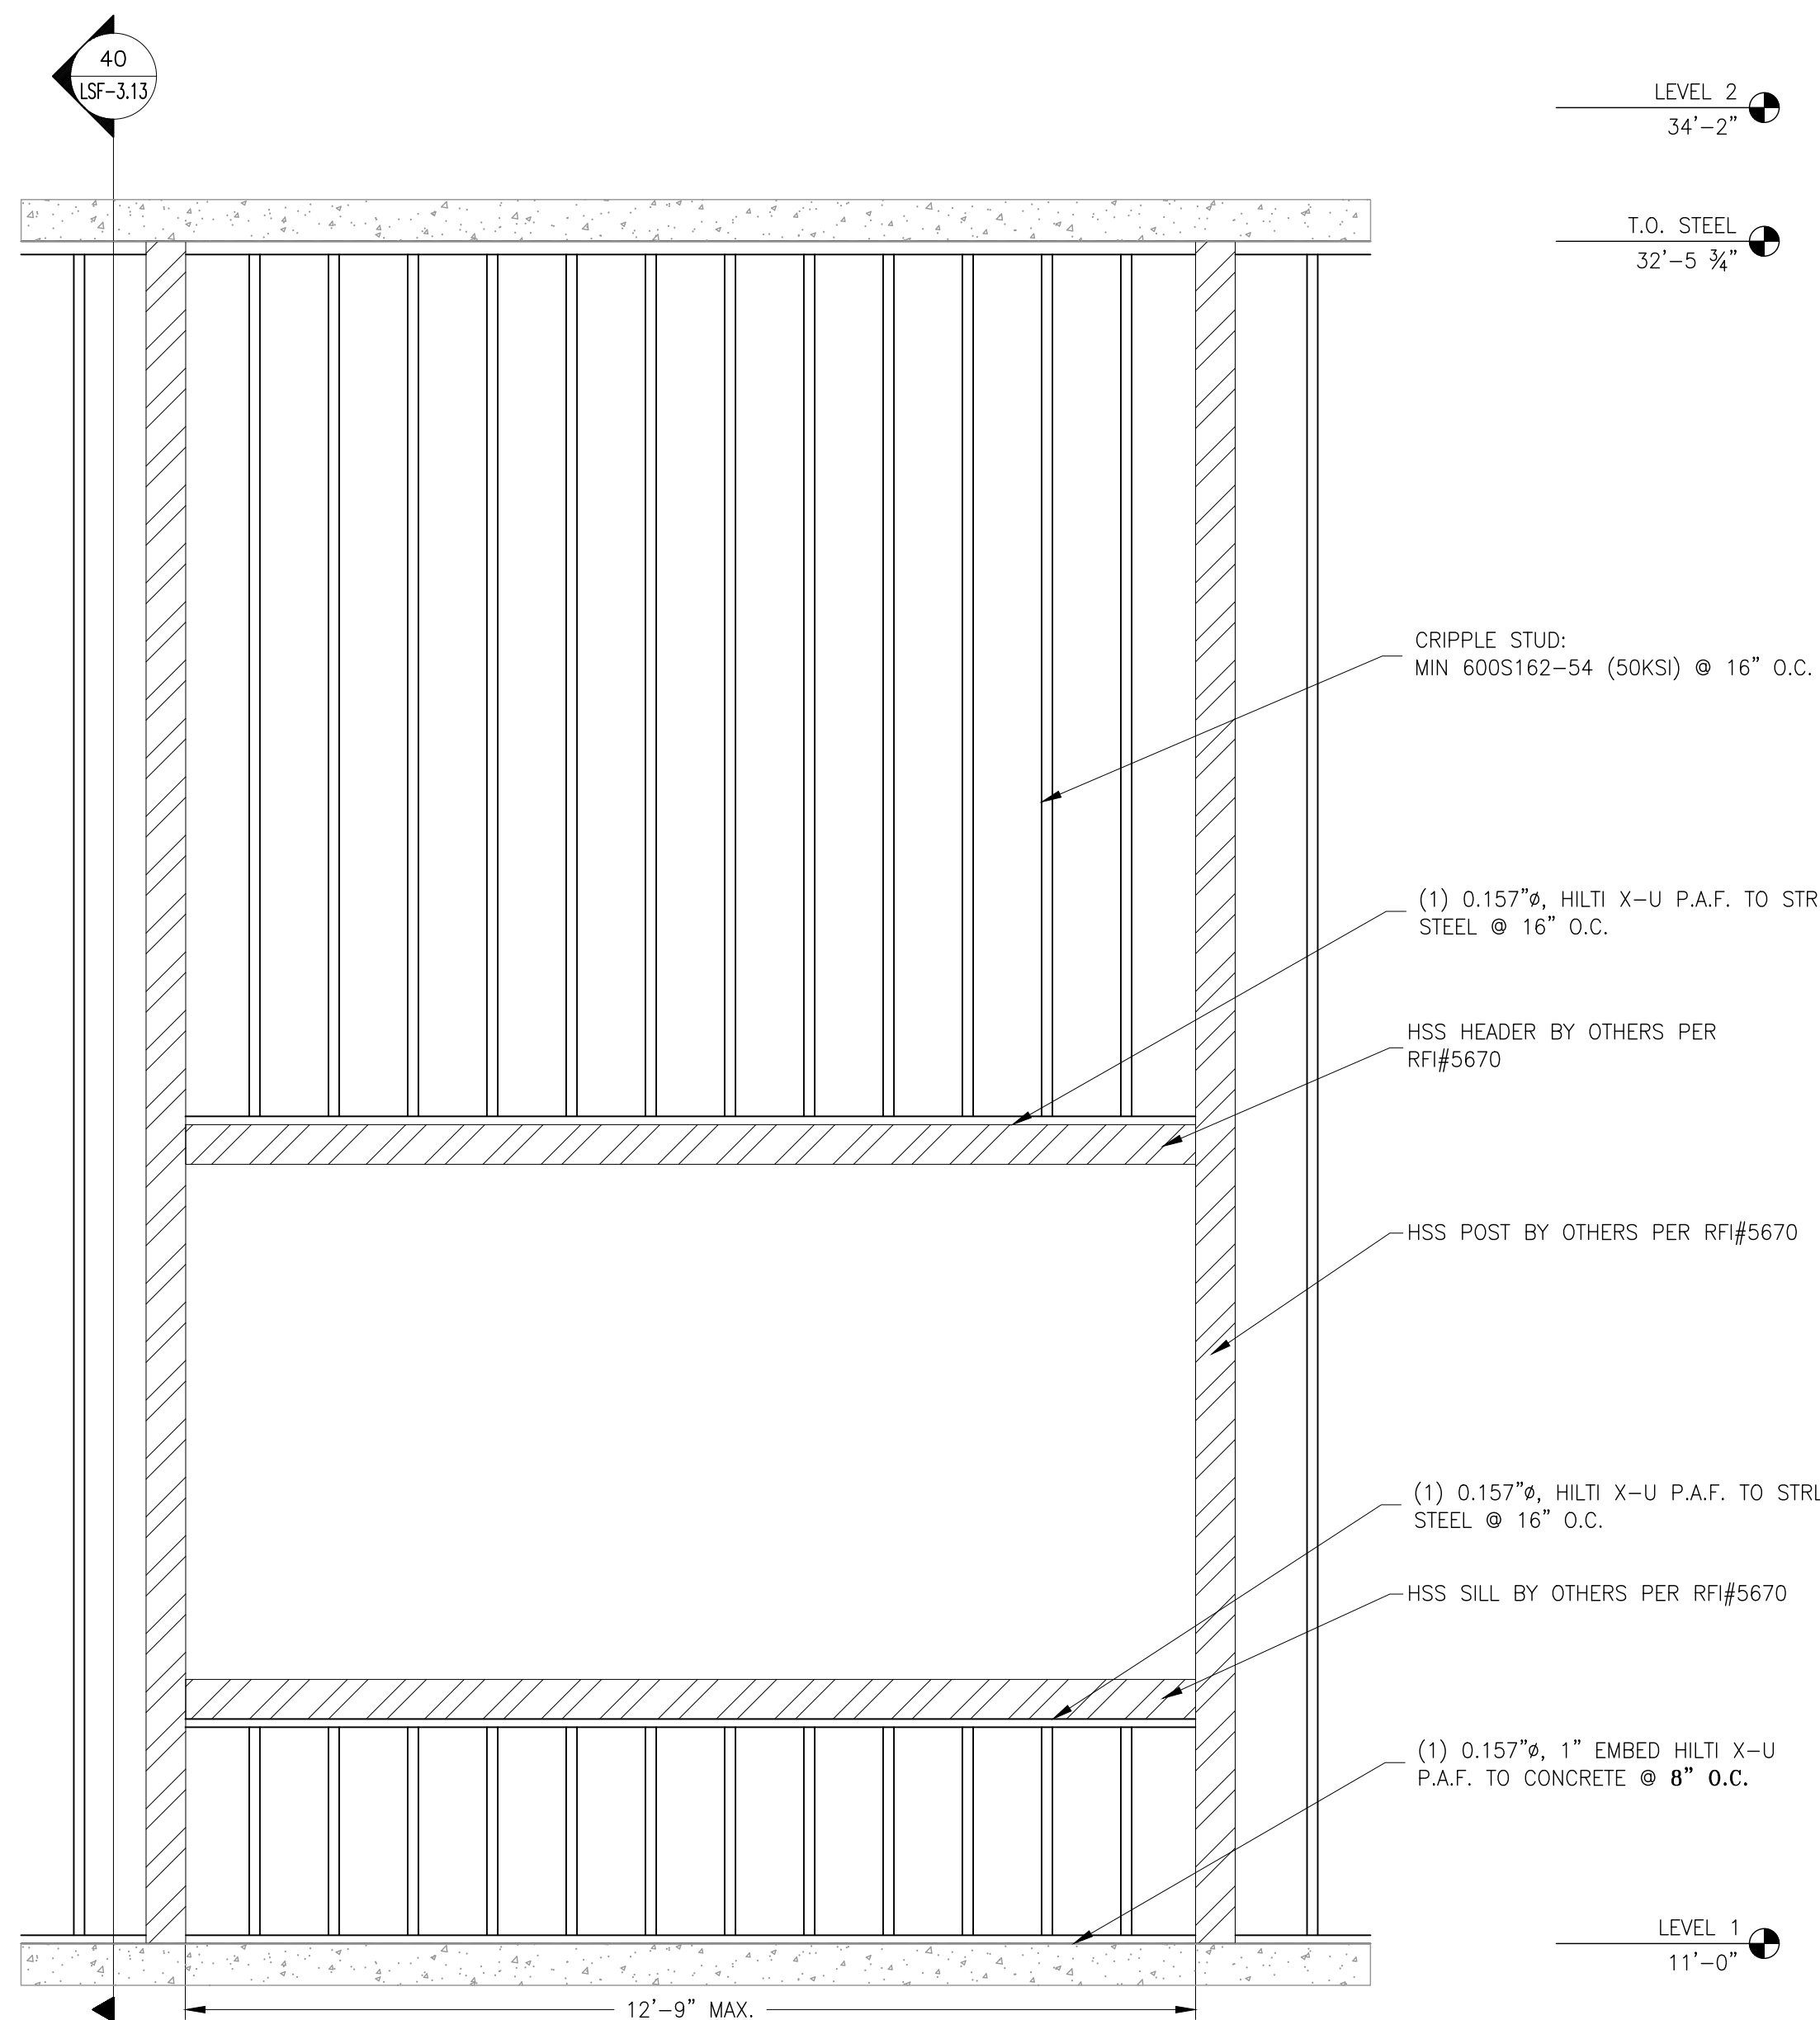 40
LSF-3.13
LEVEL 2
34'-2"
T.O. STEEL
32'-5 ¾"
CRIPPLE STUD:
MIN 600S162-54 (50KSI) @ 16" O.C.
(1) 0.157"ø, HILTI X-U P.A.F. TO STR
STEEL @ 16" O.C.
HSS HEADER BY OTHERS PER
RFI#5670
HSS POST BY OTHERS PER RFI#5670
(1) 0.157"ø, HILTI X-U P.A.F. TO STRL
STEEL @ 16" O.C.
HSS SILL BY OTHERS PER RFI#5670
(1) 0.157"ø, 1" EMBED HILTI X-U
P.A.F. TO CONCRETE @ 8" O.C.
LEVEL 1
11'-0"
12'-9" MAX.